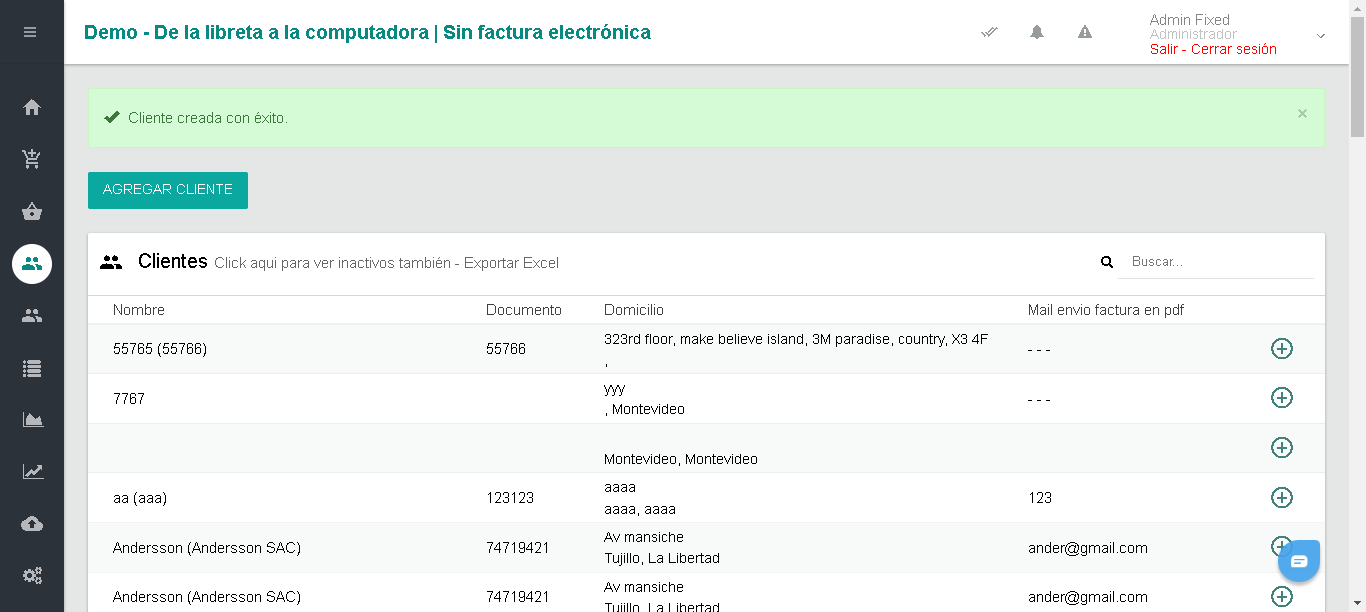 Demo - De la libreta a la computadora | Sin factura electrónica
Admin Fixed
Administrador
Salir - Cerrar sesión
Cliente creada con éxito.
×
AGREGAR CLIENTE
Clientes Click aqui para ver inactivos también - Exportar Excel
Buscar...
Nombre Documento Domicilio Mail envio factura en pdf
55765 (55766) 55766 323rd floor, make believe island, 3M paradise, country, X3 4F
, - - -
7767 yyy
, Montevideo - - -
Montevideo, Montevideo
aa (aaa) 123123 aaaa
aaaa, aaaa 123
Andersson (Andersson SAC) 74719421 Av mansiche
Tujillo, La Libertad ander@gmail.com
Andersson (Andersson SAC) 74719421 Av mansiche
Tujillo, La Libertad ander@gmail.com